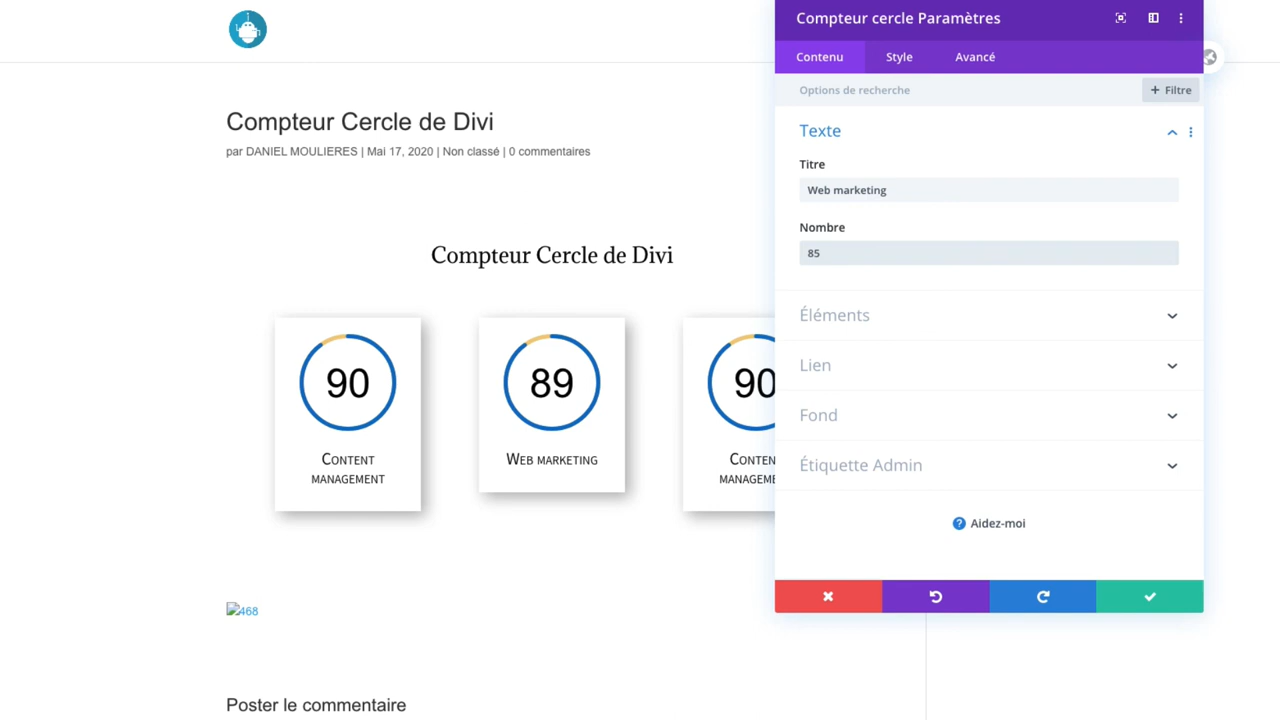 Compteur Cercle de Divi
par DANIEL MOULIERES | Mai 17, 2020 | Non classé | 0 commentaires
Compteur Cercle de Divi
90
Content
management
89
Web marketing
90
Conten
managemе
468
Poster le commentaire
Compteur cercle Paramètres
Contenu
Style
Avancé
Options de recherche
+ Filtre
Texte
Titre
Web marketing
Nombre
85
Éléments
Lien
Fond
Étiquette Admin
? Aidez-moi